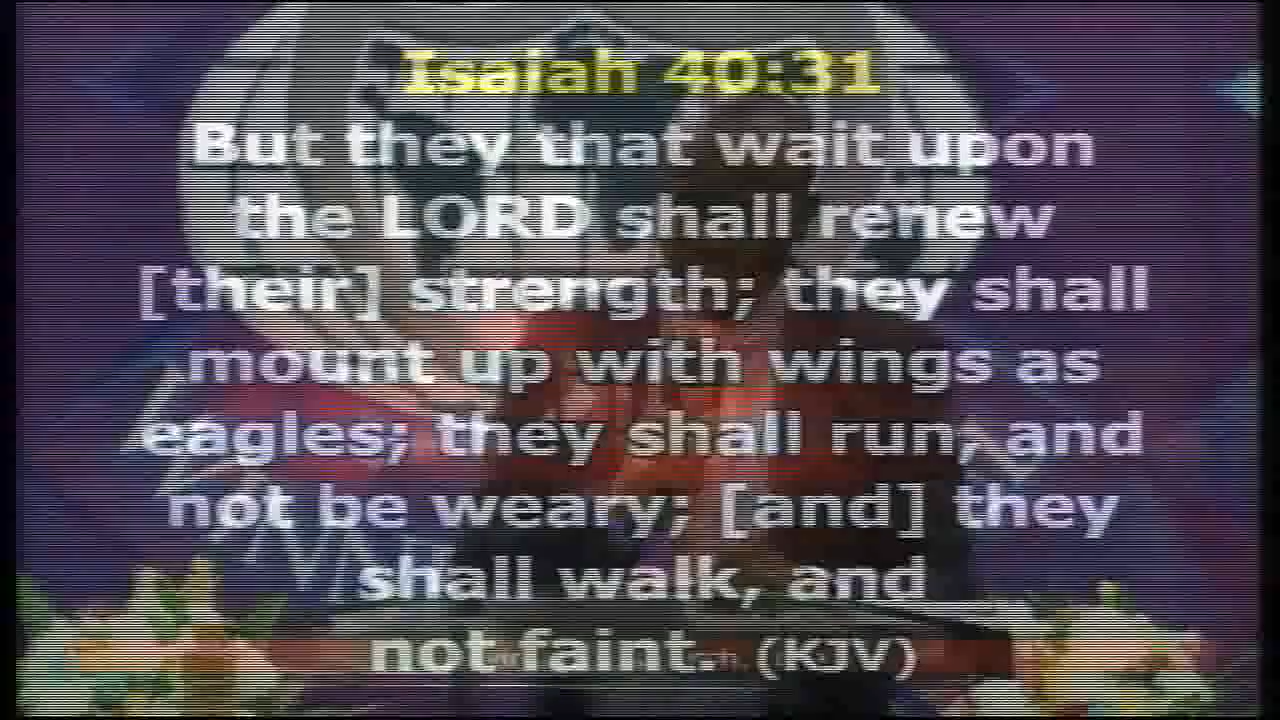 Isaiah 40:31
But they that wait upon
the LORD shall renew
[their] strength; they shall
mount up with wings as
eagles; they shall run, and
not be weary; [and] they
shall walk, and
not faint. (KJV)